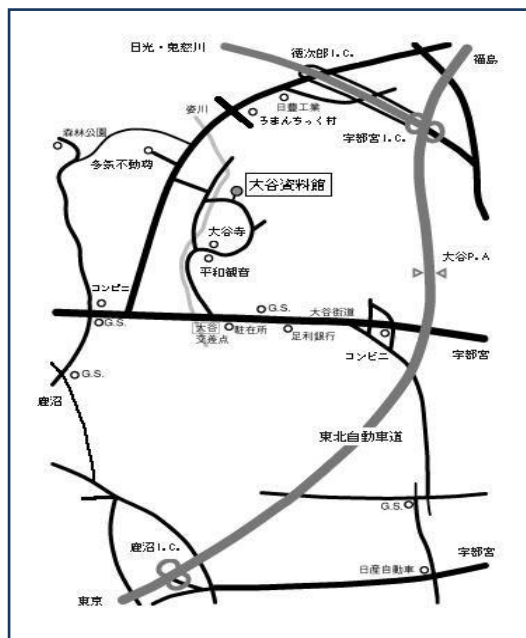 日光・鬼怒川
徳次郎I.C.
福島
日豊工業
ろまんちっく村
姿川
宇都宮I.C.
森林公園
多気不動尊
大谷資料館
大谷寺
大谷P.A
平和観音
コンビニ
G.S.
大谷街道
G.S.
大谷
交差点
駐在所
足利銀行
コンビニ
宇都宮
G.S.
鹿沼
東北自動車道
G.S.
鹿沼I.C.
宇都宮
日産自動車
東京